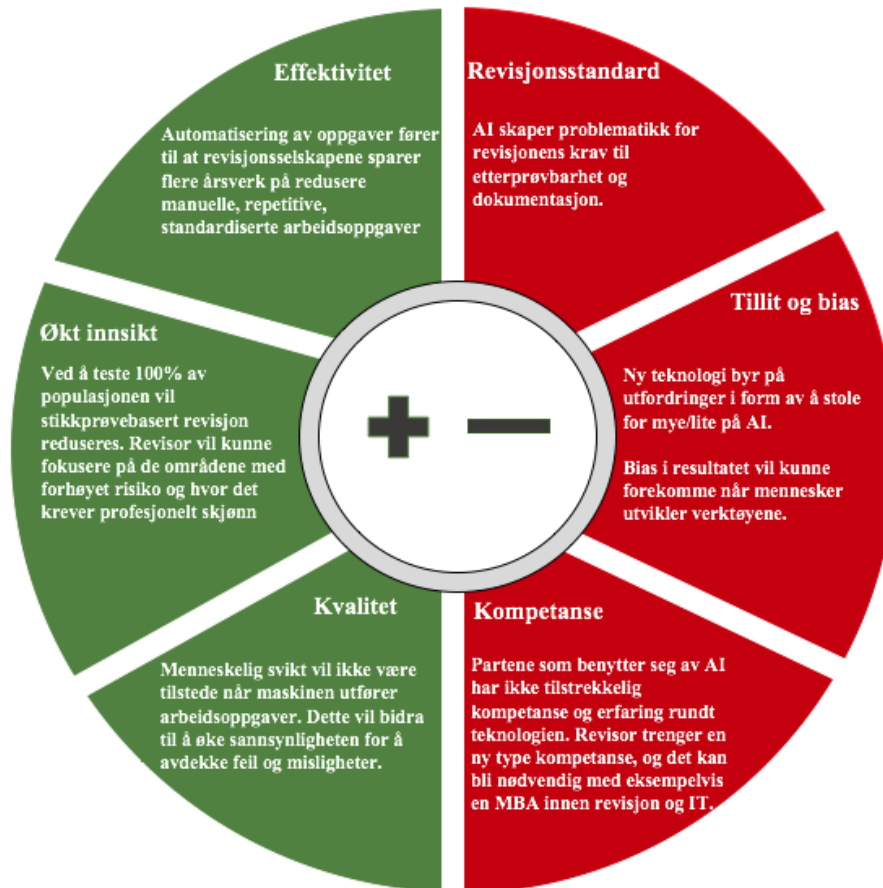 Effektivitet
Automatisering av oppgaver fører
til at revisjonsselskapene sparer
flere årsverk på redusere
manuelle, repetitive,
standardiserte arbeidsoppgaver
Revisjonsstandard
AI skaper problematikk for
revisjonens krav til
etterprøvbarhet og
dokumentasjon.
Økt innsikt
Ved å teste 100% av
populasjonen vil
stikkprøvebasert revisjon
reduseres. Revisor vil kunne
fokusere på de områdene med
forhøyet risiko og hvor det
krever profesjonelt skjønn
Tillit og bias
Ny teknologi byr på
utfordringer i form av å stole
for mye/lite på AI.
Bias i resultatet vil kunne
forekomme når mennesker
utvikler verktøyene.
Kvalitet
Menneskelig svikt vil ikke være
tilstede når maskinen utfører
arbeidsoppgaver. Dette vil bidra
til å øke sannsynligheten for å
avdekke feil og misligheter.
Kompetanse
Partene som benytter seg av AI
har ikke tilstrekkelig
kompetanse og erfaring rundt
teknologien. Revisor trenger en
ny type kompetanse, og det kan
bli nødvendig med eksempelvis
en MBA innen revisjon og IT.